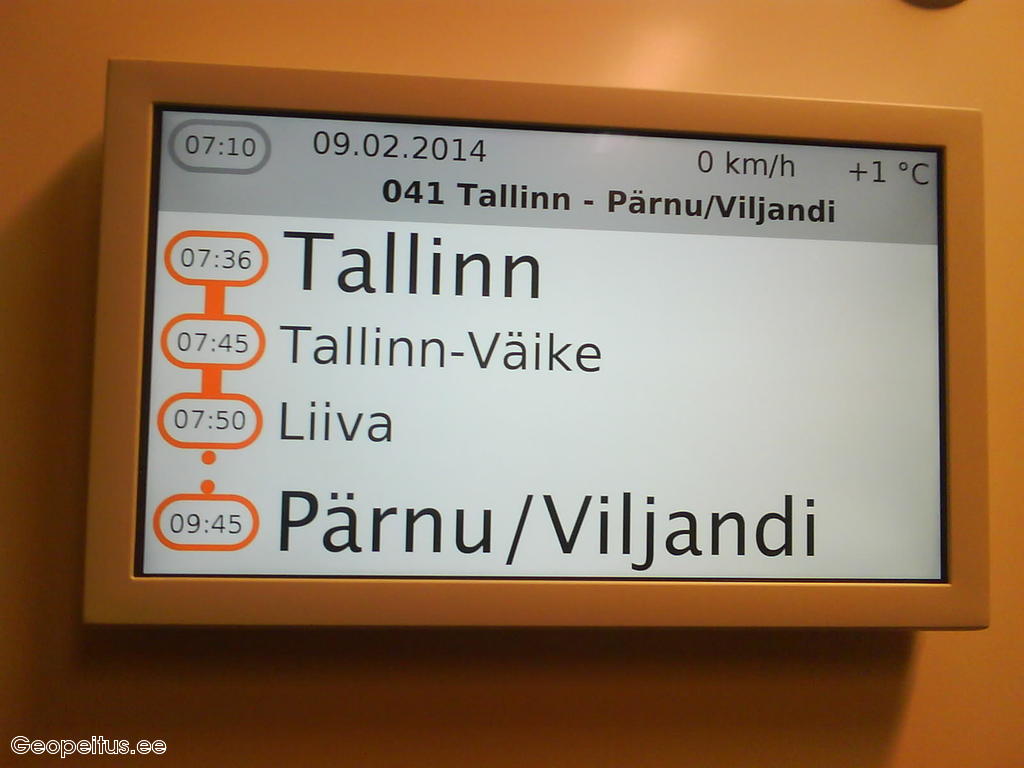 07:10 09.02.2014 0 km/h +1 °C
041 Tallinn - Pärnu/Viljandi
07:36 Tallinn
07:45 Tallinn-Väike
07:50 Liiva
09:45 Pärnu/Viljandi
Geopeitus.ee